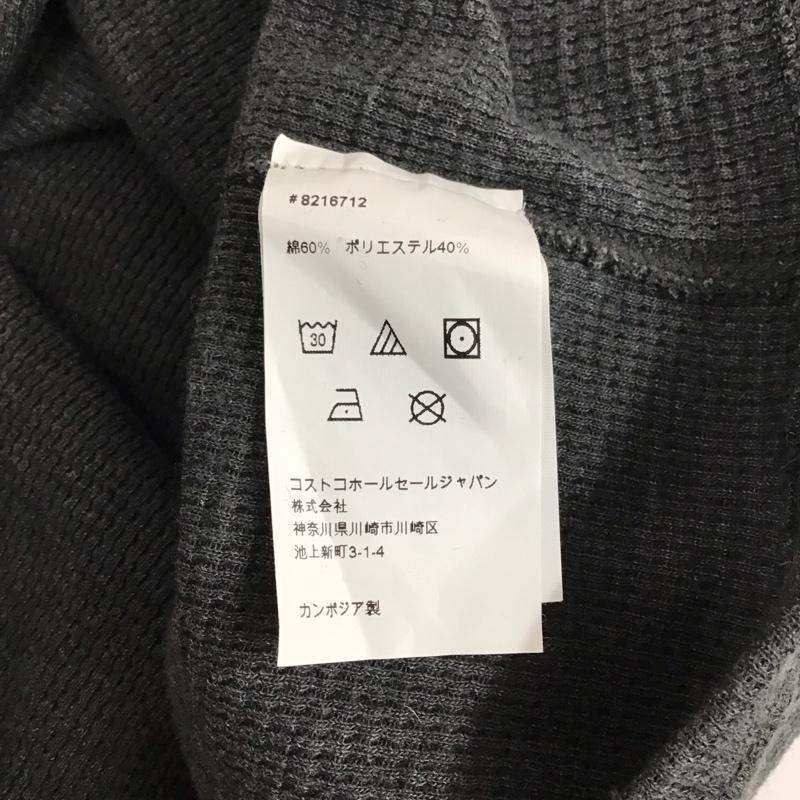 #8216712
綿60% ポリエステル40%
30
コストコホールセールジャパン
株式会社
神奈川県川崎市川崎区
池上新町3-1-4
カンボジア製